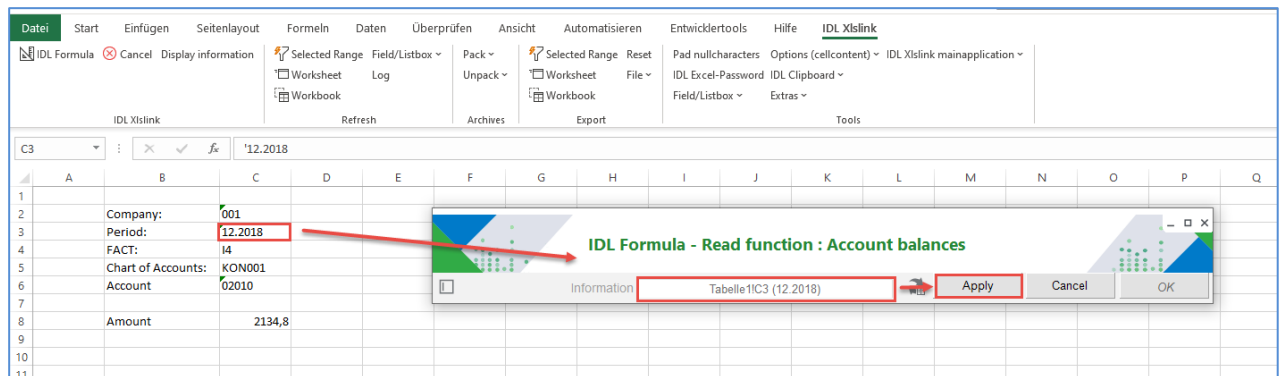 Datei Start Einfügen Seitenlayout Formeln Daten Überprüfen Ansicht Automatisieren Entwicklertools Hilfe IDL Xlslink
IDL Formula Cancel Display information Selected Range Field/Listbox Pack Selected Range Reset Pad nullcharacters Options (cellcontent) IDL Xlslink mainapplication
Worksheet Log Unpack Worksheet File IDL Excel-Password IDL Clipboard
Workbook Workbook Field/Listbox Extras
IDL Xlslink Refresh Archives Export Tools
C3 fx '12.2018
A B C D E F G H I J K L M N O P Q
1
2 Company: 001
3 Period: 12.2018
4 FACT: I4
5 Chart of Accounts: KON001
6 Account 02010
7
8 Amount 2134,8
9
10
11
IDL Formula - Read function : Account balances
Information Tabelle1!C3 (12.2018) Apply Cancel OK